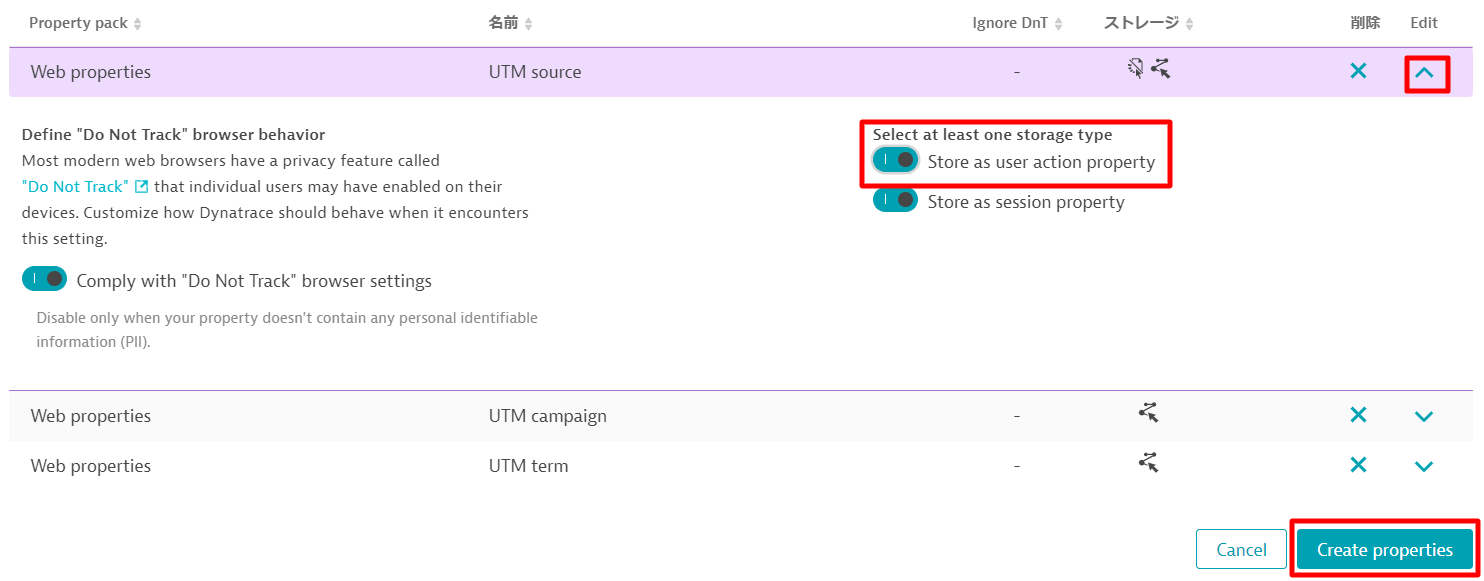 Property pack 名前 Ignore DnT ストレージ 削除 Edit
Web properties UTM source -
Define "Do Not Track" browser behavior
Most modern web browsers have a privacy feature called
"Do Not Track" that individual users may have enabled on their
devices. Customize how Dynatrace should behave when it encounters
this setting.
Comply with "Do Not Track" browser settings
Disable only when your property doesn't contain any personal identifiable
information (PII).
Select at least one storage type
Store as user action property
Store as session property
Web properties UTM campaign -
Web properties UTM term -
Cancel Create properties